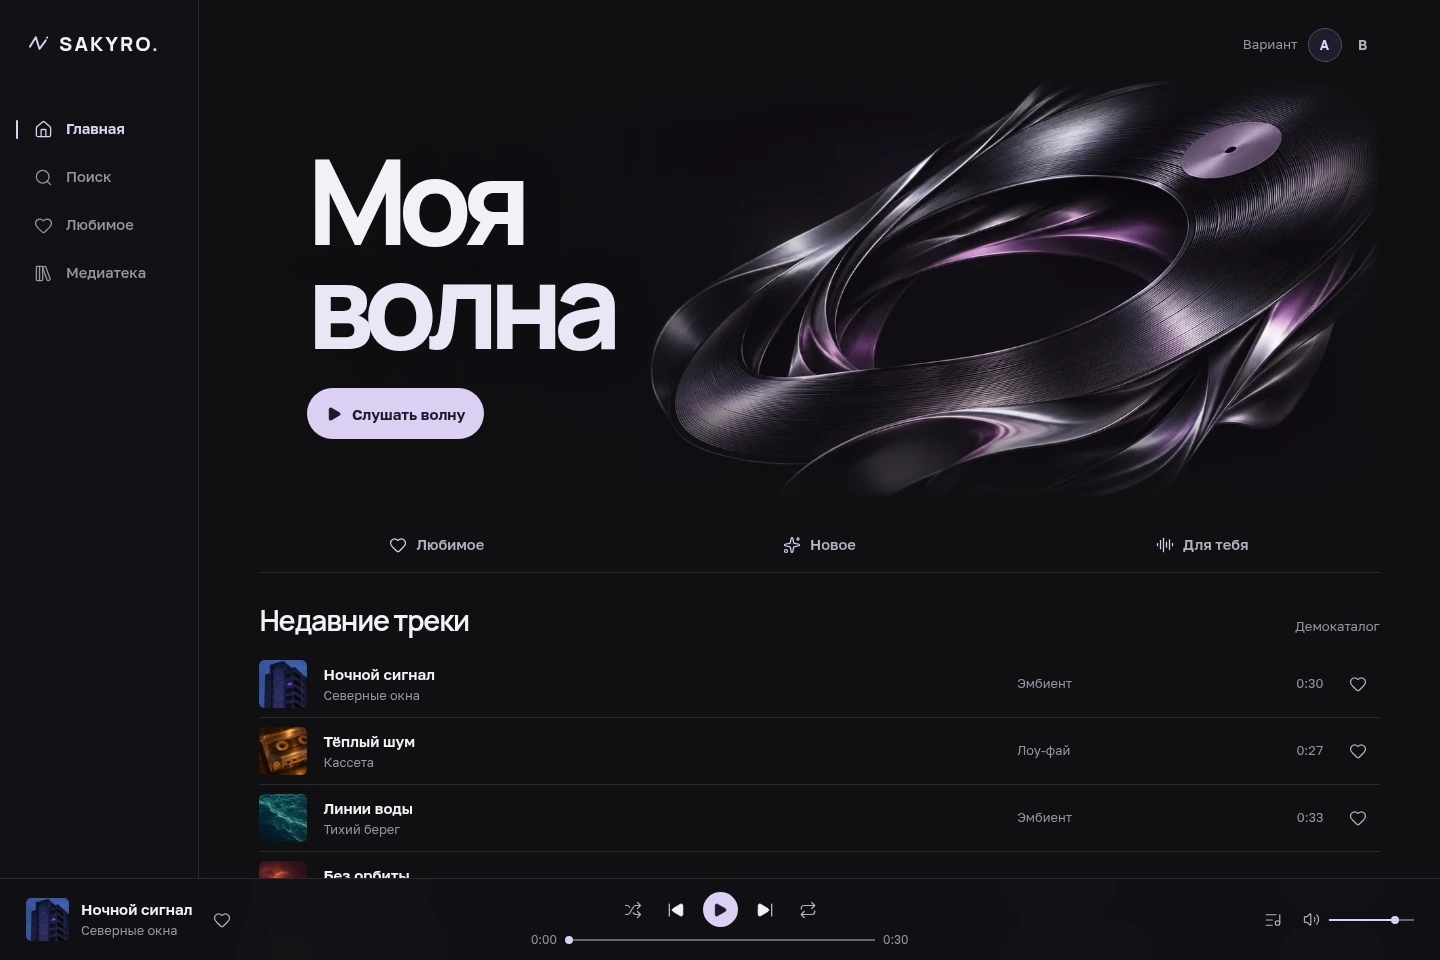 SAKYRO.
Вариант A B
Главная
Поиск
Любимое
Медиатека
Моя
волна
Слушать волну
Любимое
Новое
Для тебя
Недавние треки
Демокаталог
Ночной сигнал
Северные окна
Эмбиент
0:30
Тёплый шум
Кассета
Лоу-фай
0:27
Линии воды
Тихий берег
Эмбиент
0:33
Без орбиты
Ночной сигнал
Северные окна
0:00
0:30